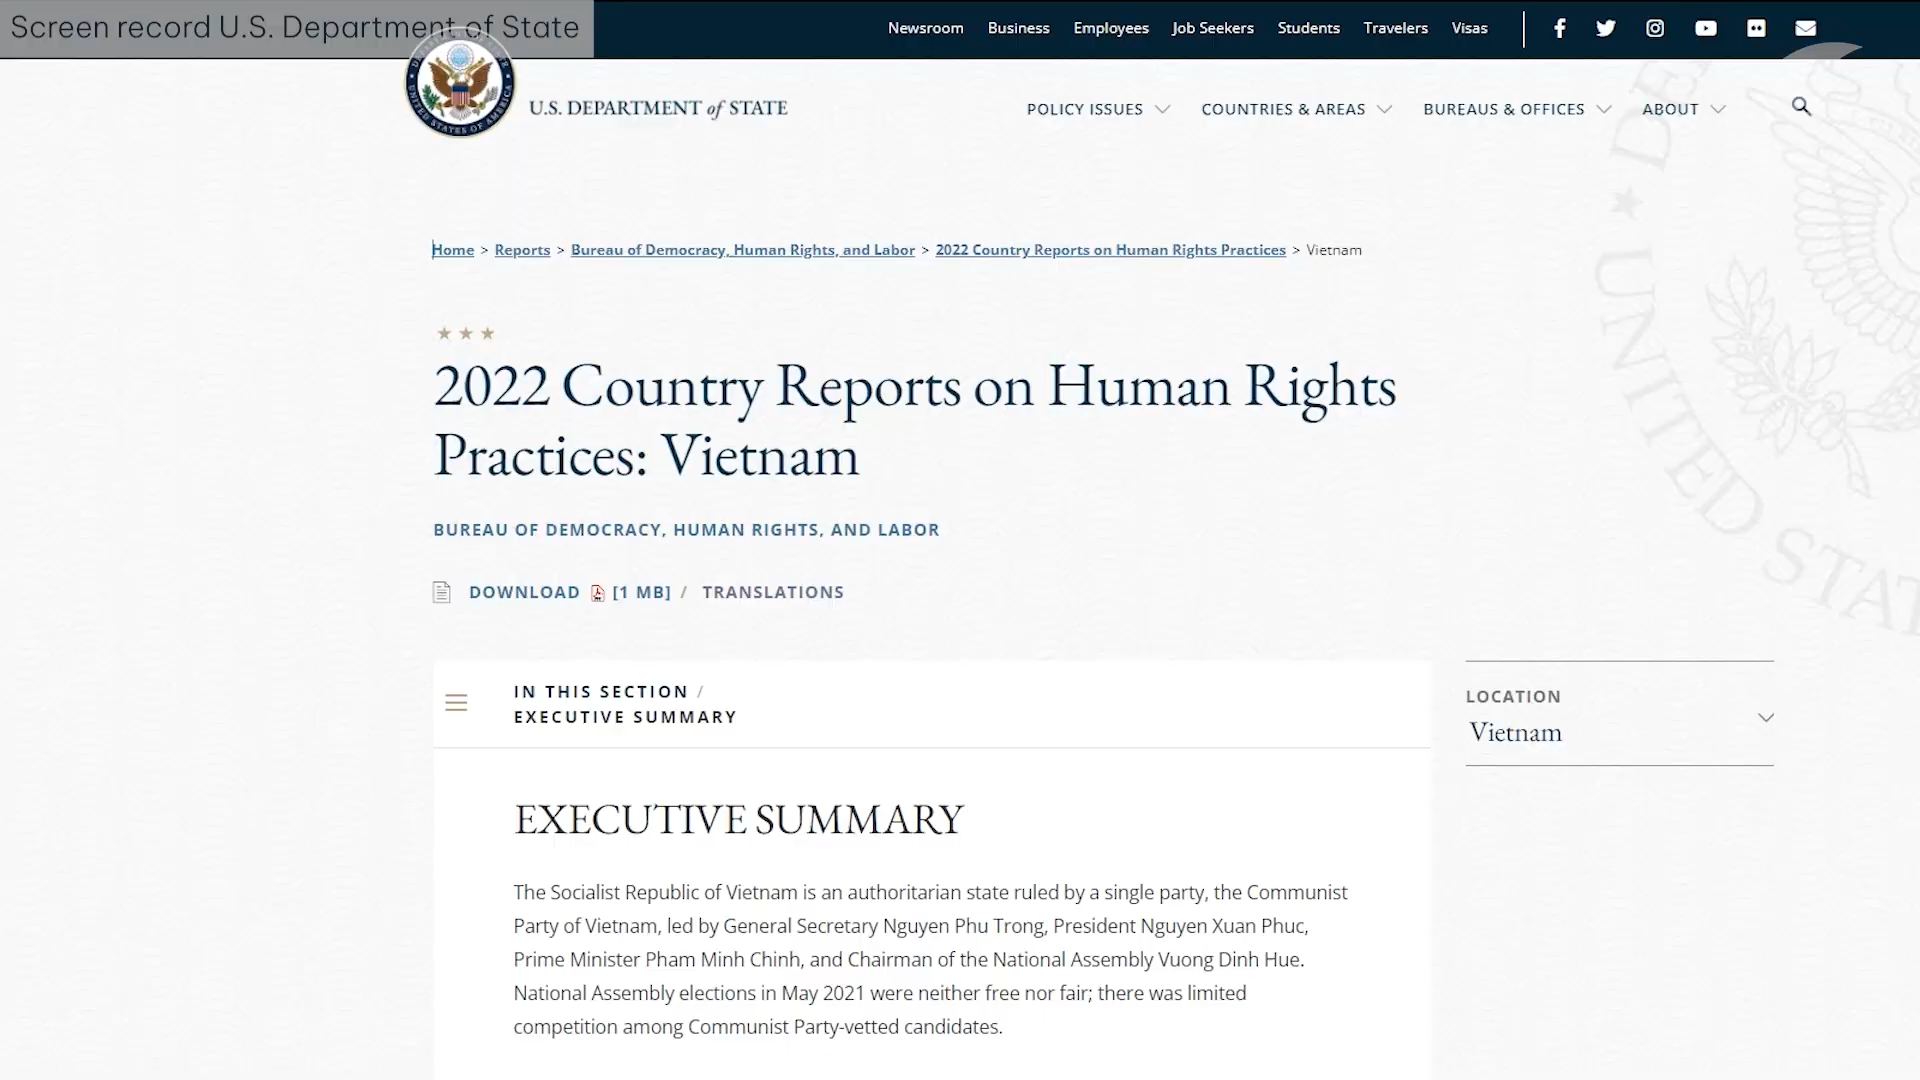 Screen record U.S. Department of State
Newsroom Business Employees Job Seekers Students Travelers Visas
U.S. DEPARTMENT of STATE
POLICY ISSUES COUNTRIES & AREAS BUREAUS & OFFICES ABOUT
Home > Reports > Bureau of Democracy, Human Rights, and Labor > 2022 Country Reports on Human Rights Practices > Vietnam
2022 Country Reports on Human Rights
Practices: Vietnam
BUREAU OF DEMOCRACY, HUMAN RIGHTS, AND LABOR
DOWNLOAD [1 MB] / TRANSLATIONS
IN THIS SECTION /
EXECUTIVE SUMMARY
LOCATION
Vietnam
EXECUTIVE SUMMARY
The Socialist Republic of Vietnam is an authoritarian state ruled by a single party, the Communist
Party of Vietnam, led by General Secretary Nguyen Phu Trong, President Nguyen Xuan Phuc,
Prime Minister Pham Minh Chinh, and Chairman of the National Assembly Vuong Dinh Hue.
National Assembly elections in May 2021 were neither free nor fair; there was limited
competition among Communist Party-vetted candidates.